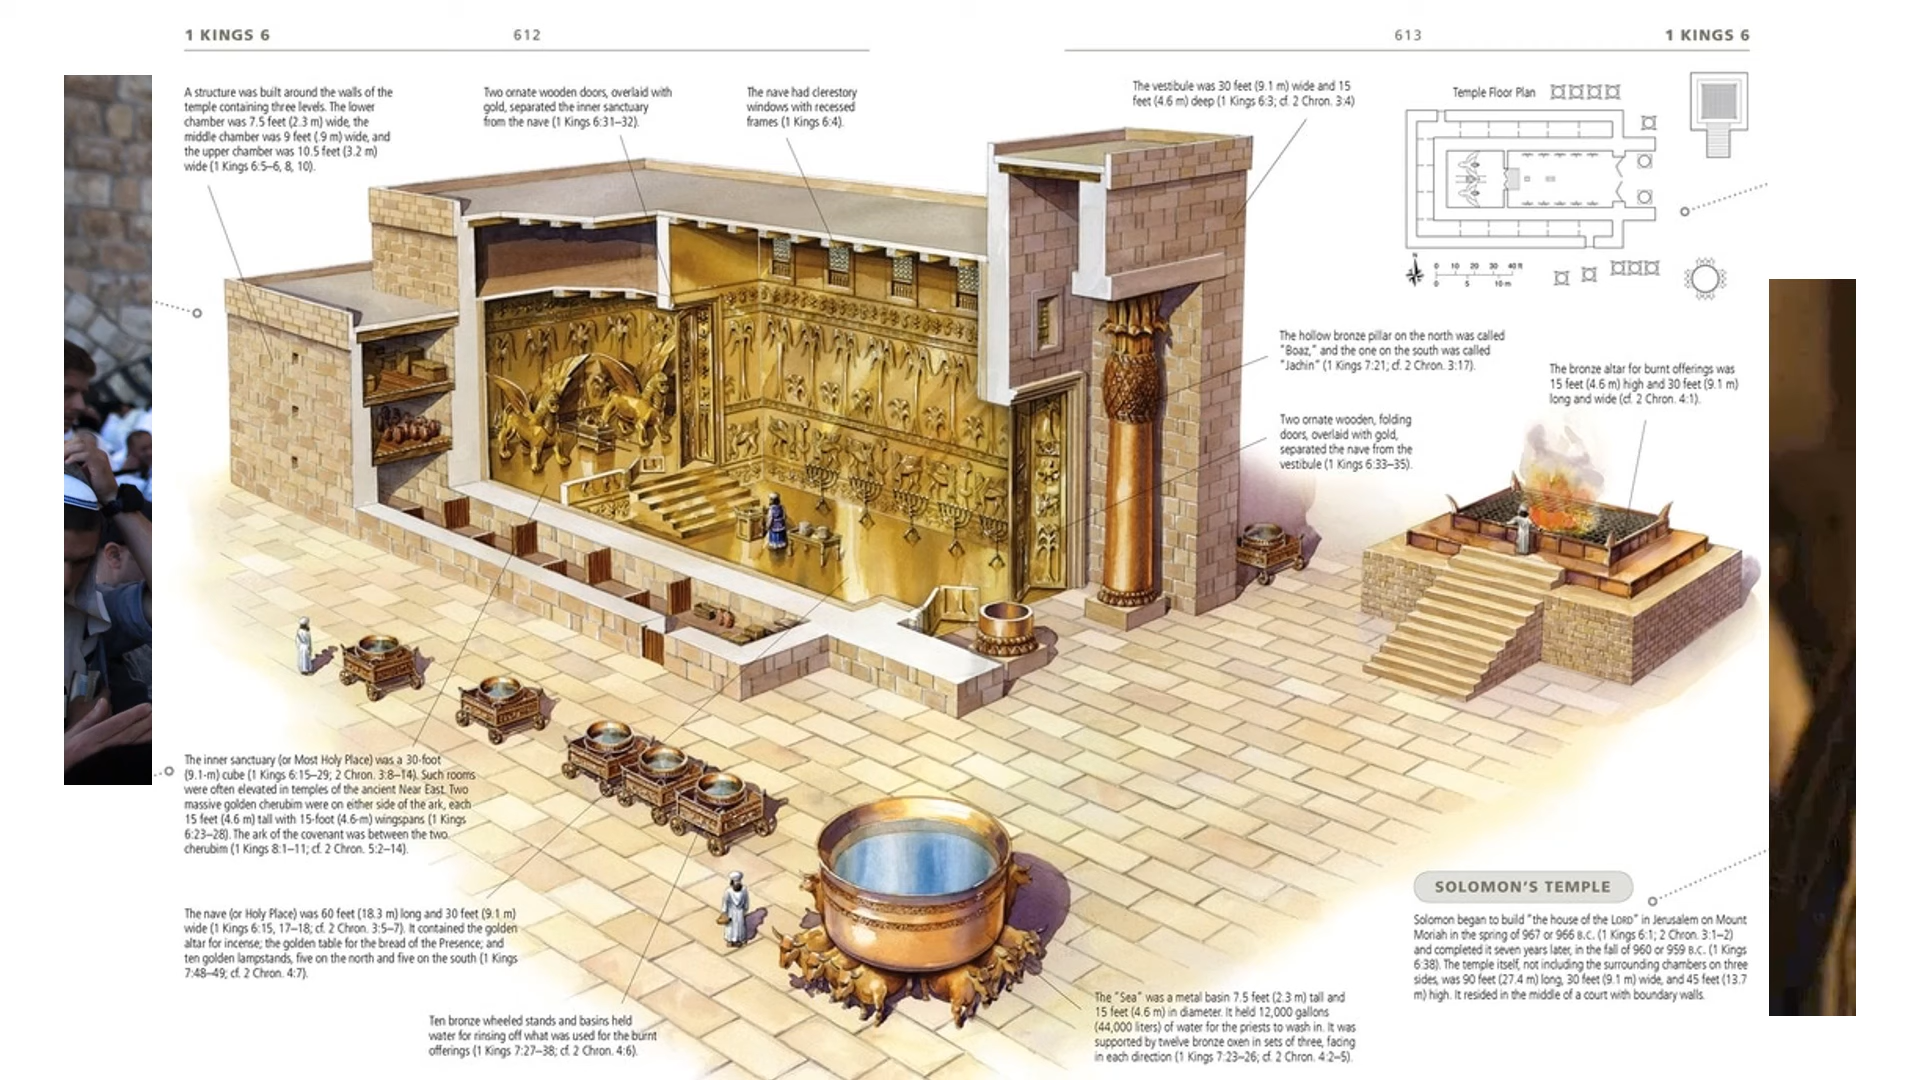 1 KINGS 6
612
613
1 KINGS 6
A structure was built around the walls of the
temple containing three levels. The lower
chamber was 7.5 feet (2.3 m) wide, the
middle chamber was 9 feet (.9 m) wide, and
the upper chamber was 10.5 feet (3.2 m)
wide (1 Kings 6:5–6, 8, 10).
Two ornate wooden doors, overlaid with
gold, separated the inner sanctuary
from the nave (1 Kings 6:31–32).
The nave had clerestory
windows with recessed
frames (1 Kings 6:4).
The vestibule was 30 feet (9.1 m) wide and 15
feet (4.6 m) deep (1 Kings 6:3; cf. 2 Chron. 3:4)
Temple Floor Plan
N
0 10 20 30 40 ft
0 5 10 m
The hollow bronze pillar on the north was called
"Boaz," and the one on the south was called
"Jachin" (1 Kings 7:21; cf. 2 Chron. 3:17).
The bronze altar for burnt offerings was
15 feet (4.6 m) high and 30 feet (9.1 m)
long and wide (cf. 2 Chron. 4:1).
Two ornate wooden, folding
doors, overlaid with gold,
separated the nave from the
vestibule (1 Kings 6:33–35).
The inner sanctuary (or Most Holy Place) was a 30-foot
(9.1-m) cube (1 Kings 6:15–29; 2 Chron. 3:8–14). Such rooms
were often elevated in temples of the ancient Near East. Two
massive golden cherubim were on either side of the ark, each
15 feet (4.6 m) tall with 15-foot (4.6-m) wingspans (1 Kings
6:23–28). The ark of the covenant was between the two
cherubim (1 Kings 8:1–11; cf. 2 Chron. 5:2–14).
The nave (or Holy Place) was 60 feet (18.3 m) long and 30 feet (9.1 m)
wide (1 Kings 6:15, 17–18; cf. 2 Chron. 3:5–7). It contained the golden
altar for incense; the golden table for the bread of the Presence; and
ten golden lampstands, five on the north and five on the south (1 Kings
7:48–49; cf. 2 Chron. 4:7).
Ten bronze wheeled stands and basins held
water for rinsing off what was used for the burnt
offerings (1 Kings 7:27–38; cf. 2 Chron. 4:6).
The "Sea" was a metal basin 7.5 feet (2.3 m) tall and
15 feet (4.6 m) in diameter. It held 12,000 gallons
(44,000 liters) of water for the priests to wash in. It was
supported by twelve bronze oxen in sets of three, facing
in each direction (1 Kings 7:23–26; cf. 2 Chron. 4:2–5).
SOLOMON'S TEMPLE
Solomon began to build "the house of the LORD" in Jerusalem on Mount
Moriah in the spring of 967 or 966 B.C. (1 Kings 6:1; 2 Chron. 3:1–2)
and completed it seven years later, in the fall of 960 or 959 B.C. (1 Kings
6:38). The temple itself, not including the surrounding chambers on three
sides, was 90 feet (27.4 m) long, 30 feet (9.1 m) wide, and 45 feet (13.7
m) high. It resided in the middle of a court with boundary walls.